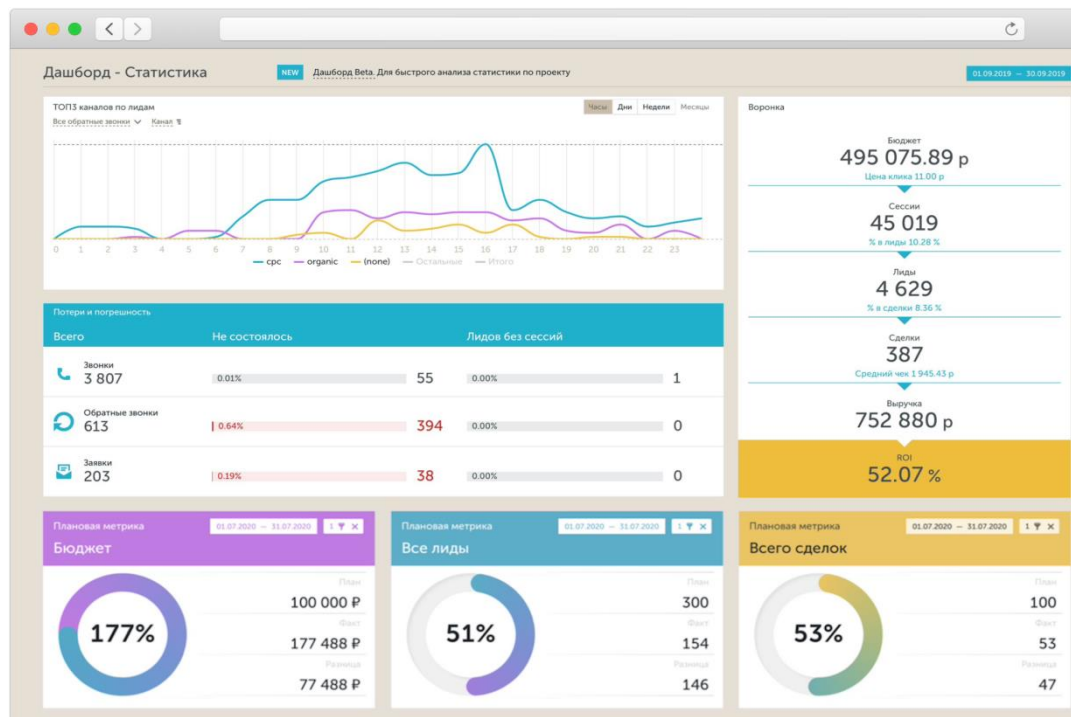 Дашборд - Статистика
NEW Дашборд Beta. Для быстрого анализа статистики по проекту
01.09.2019 — 30.09.2019
ТОП3 каналов по лидам
Часы Дни Недели Месяцы
Все обратные звонки Канал
0 1 2 3 4 5 6 7 8 9 10 11 12 13 14 15 16 17 18 19 20 21 22 23
cpc organic (none) Остальные Итого
Воронка
Бюджет
495 075.89 р
Цена клика 11.00 р
Сессии
45 019
% в лиды 10.28 %
Лиды
4 629
% в сделки 8.36 %
Сделки
387
Средний чек 1 945.43 р
Выручка
752 880 р
ROI
52.07 %
Потери и погрешность
Всего Не состоялось Лидов без сессий
Звонки
3 807 0.01% 55 0.00% 1
Обратные звонки
613 0.64% 394 0.00% 0
Заявки
203 0.19% 38 0.00% 0
Плановая метрика 01.07.2020 — 31.07.2020 1
Бюджет
План
100 000 ₽
Факт
177%
177 488 ₽
Разница
77 488 ₽
Плановая метрика 01.07.2020 — 31.07.2020 1
Все лиды
План
300
Факт
51%
154
Разница
146
Плановая метрика 01.07.2020 — 31.07.2020 1
Всего сделок
План
100
Факт
53%
53
Разница
47